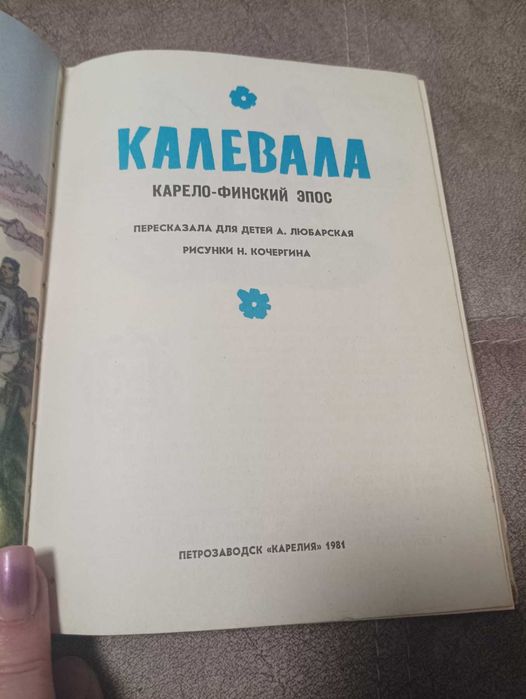 КАЛЕВАЛА
КАРЕЛО-ФИНСКИЙ ЭПОС
ПЕРЕСКАЗАЛА ДЛЯ ДЕТЕЙ А. ЛЮБАРСКАЯ
РИСУНКИ Н. КОЧЕРГИНА
ПЕТРОЗАВОДСК «КАРЕЛИЯ» 1981